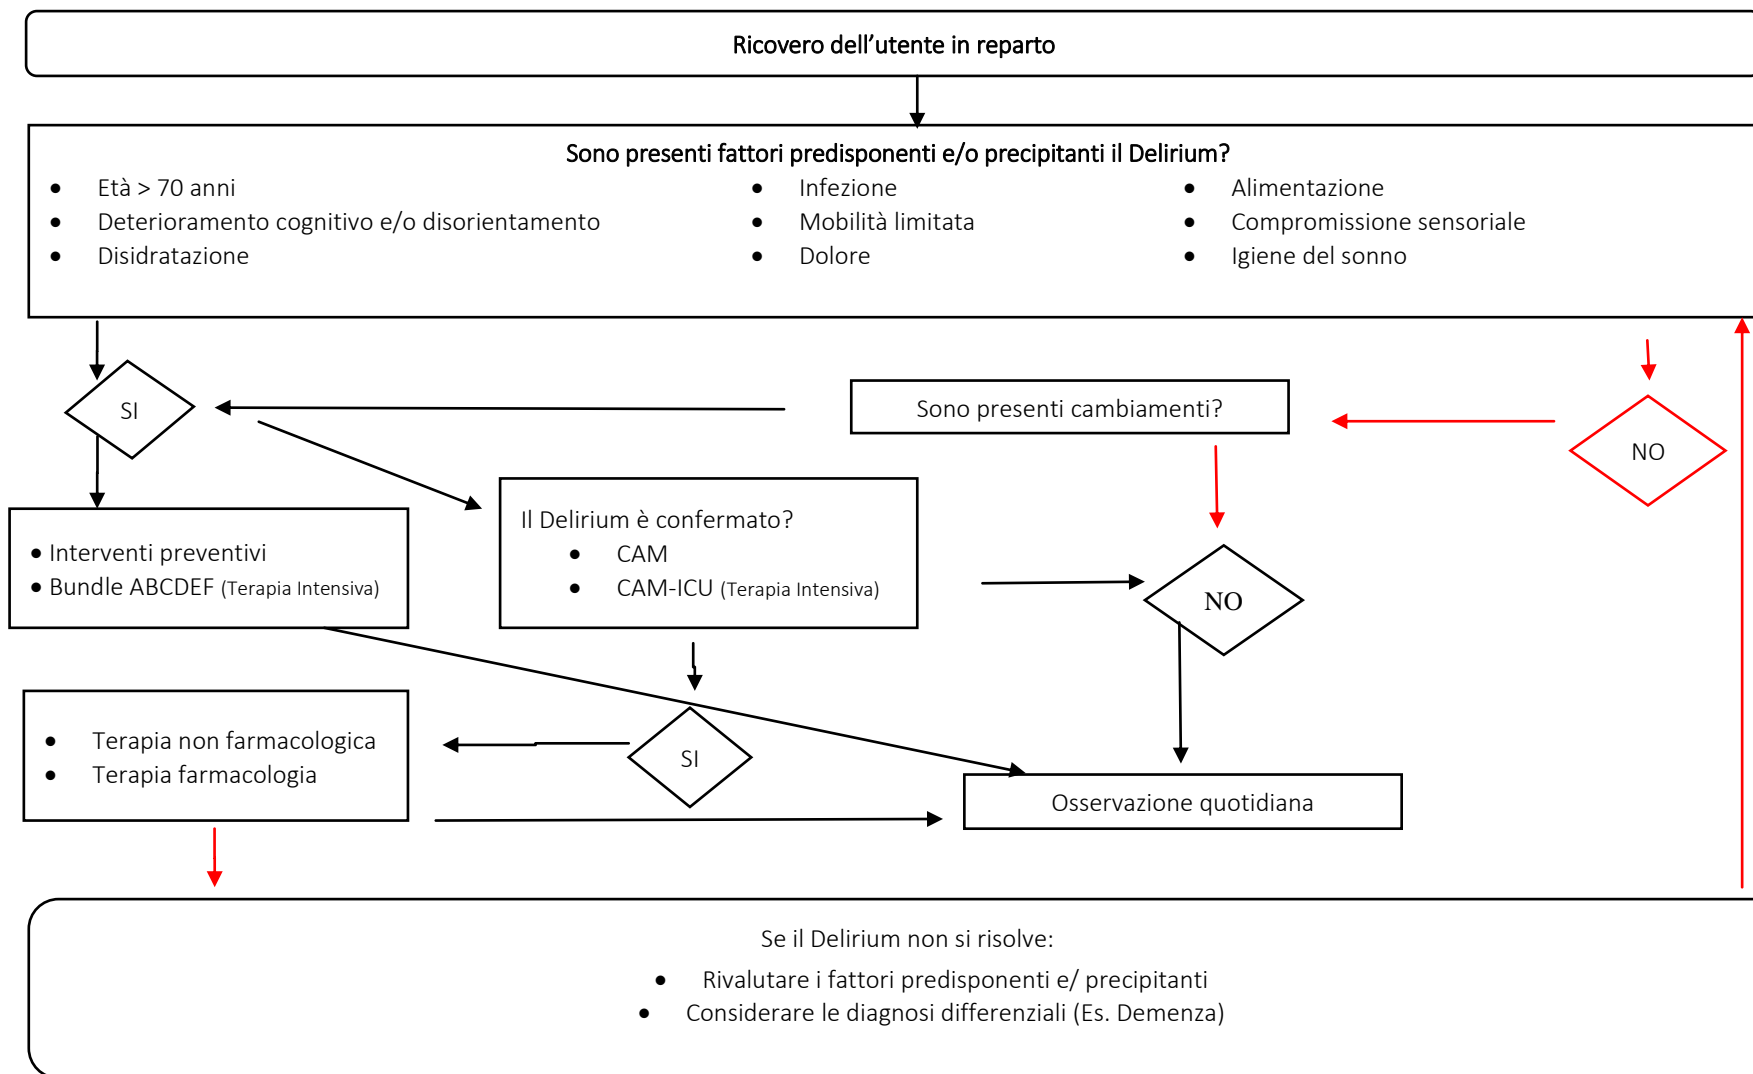 Ricovero dell’utente in reparto
Sono presenti fattori predisponenti e/o precipitanti il Delirium?
• Età > 70 anni
• Deterioramento cognitivo e/o disorientamento
• Disidratazione
• Infezione
• Mobilità limitata
• Dolore
• Alimentazione
• Compromissione sensoriale
• Igiene del sonno
SI
Sono presenti cambiamenti?
NO
• Interventi preventivi
• Bundle ABCDEF (Terapia Intensiva)
Il Delirium è confermato?
• CAM
• CAM-ICU (Terapia Intensiva)
NO
• Terapia non farmacologica
• Terapia farmacologia
SI
Osservazione quotidiana
Se il Delirium non si risolve:
• Rivalutare i fattori predisponenti e/ precipitanti
• Considerare le diagnosi differenziali (Es. Demenza)